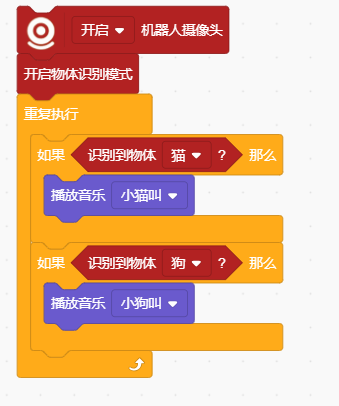 开启 机器人摄像头
开启物体识别模式
重复执行
如果 识别到物体 猫 ? 那么
播放音乐 小猫叫
如果 识别到物体 狗 ? 那么
播放音乐 小狗叫